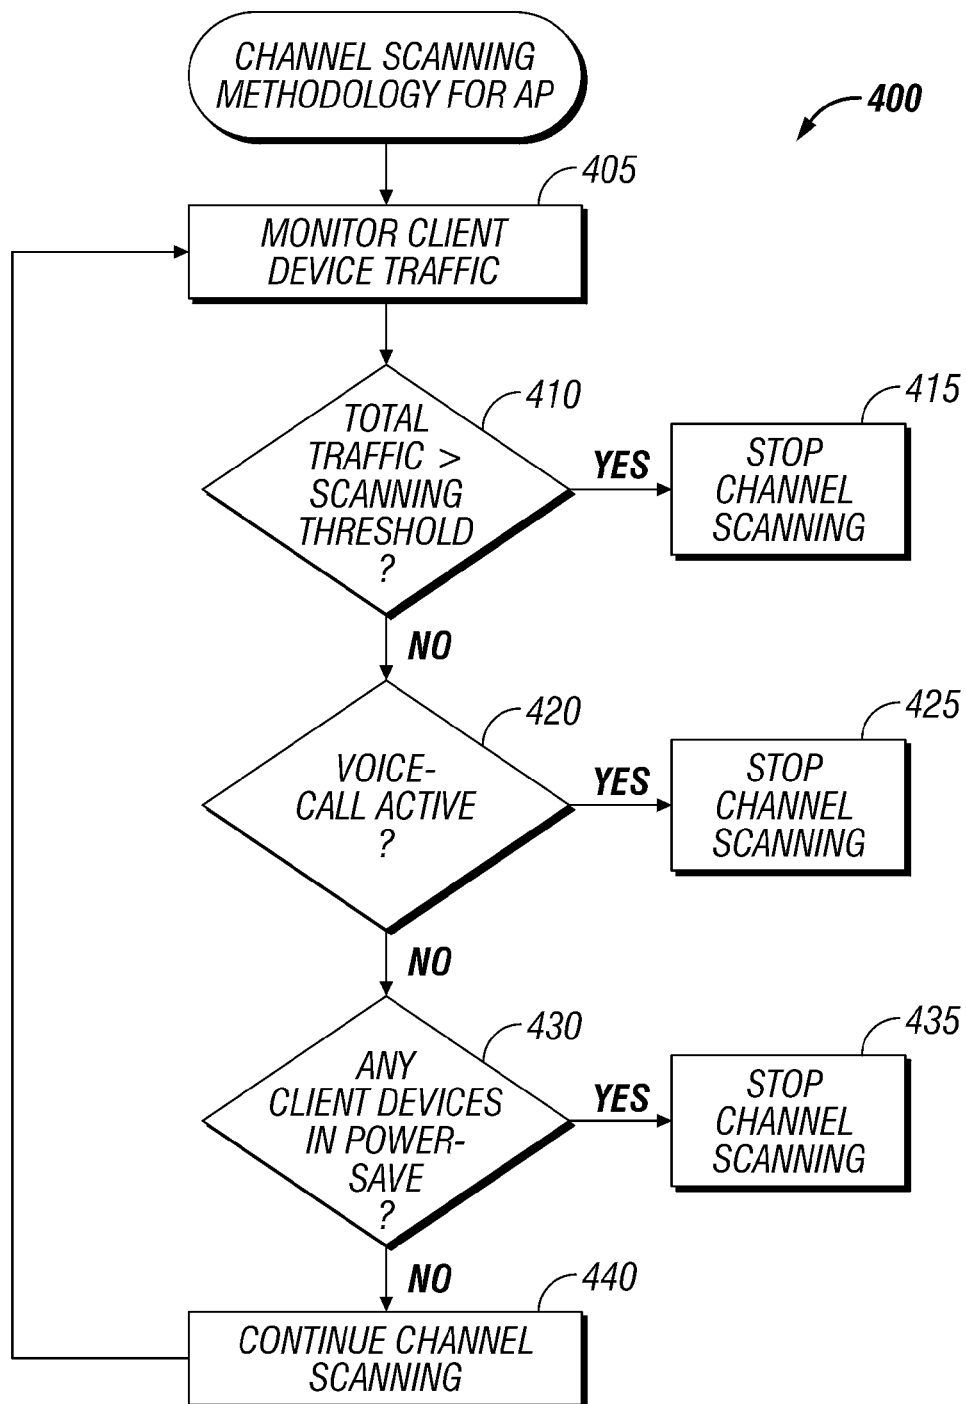 CHANNEL SCANNING
METHODOLOGY FOR AP
400
405
MONITOR CLIENT
DEVICE TRAFFIC
410
TOTAL
TRAFFIC >
SCANNING
THRESHOLD
?
YES
415
STOP
CHANNEL
SCANNING
NO
420
VOICE-
CALL ACTIVE
?
YES
425
STOP
CHANNEL
SCANNING
NO
430
ANY
CLIENT DEVICES
IN POWER-
SAVE
?
YES
435
STOP
CHANNEL
SCANNING
NO
440
CONTINUE CHANNEL
SCANNING